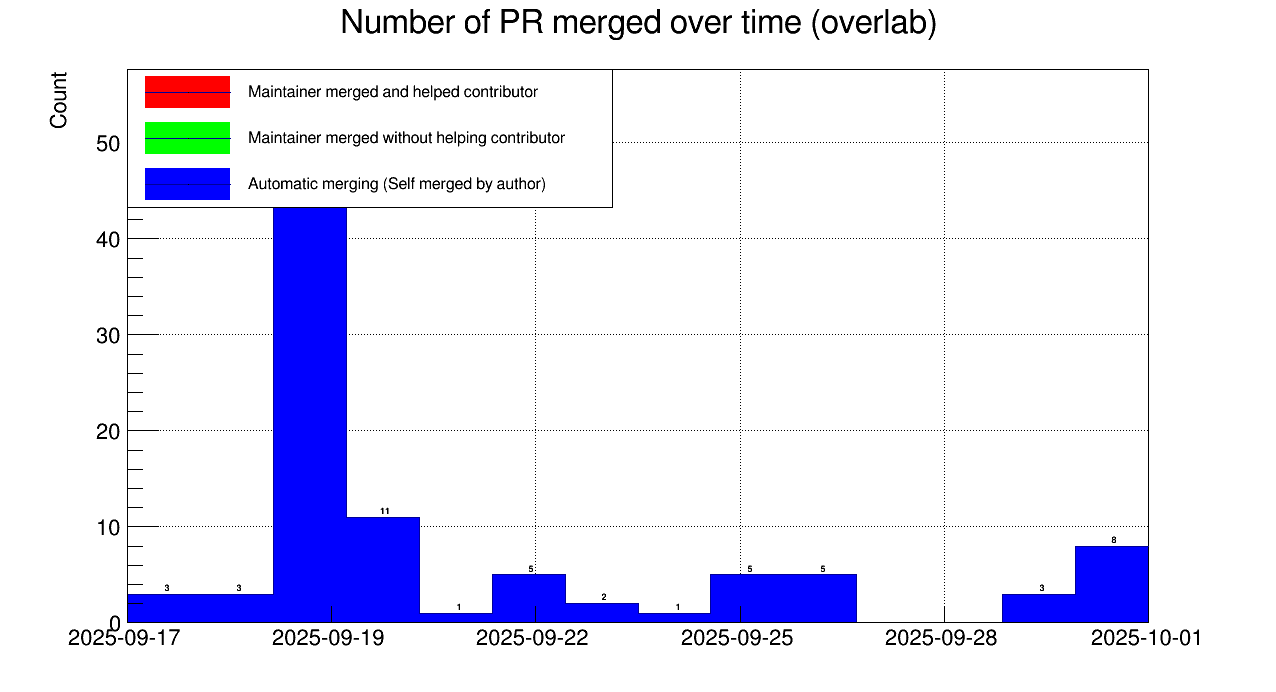 Number of PR merged over time (overlab)
Count
Maintainer merged and helped contributor
Maintainer merged without helping contributor
Automatic merging (Self merged by author)
50
40
30
20
10
0
3 3 11 1 5 2 1 5 5 3 8
2025-09-17 2025-09-19 2025-09-22 2025-09-25 2025-09-28 2025-10-01